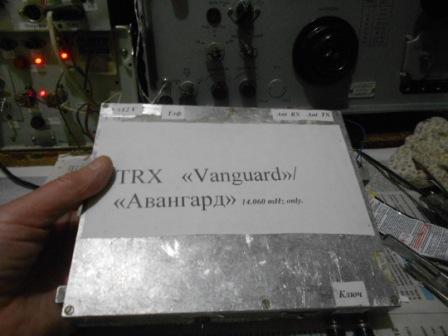 Тлф
Ant RX Ant TX
TRX «Vanguard»/
«Авангард» 14.060 mHz only.
Ключ